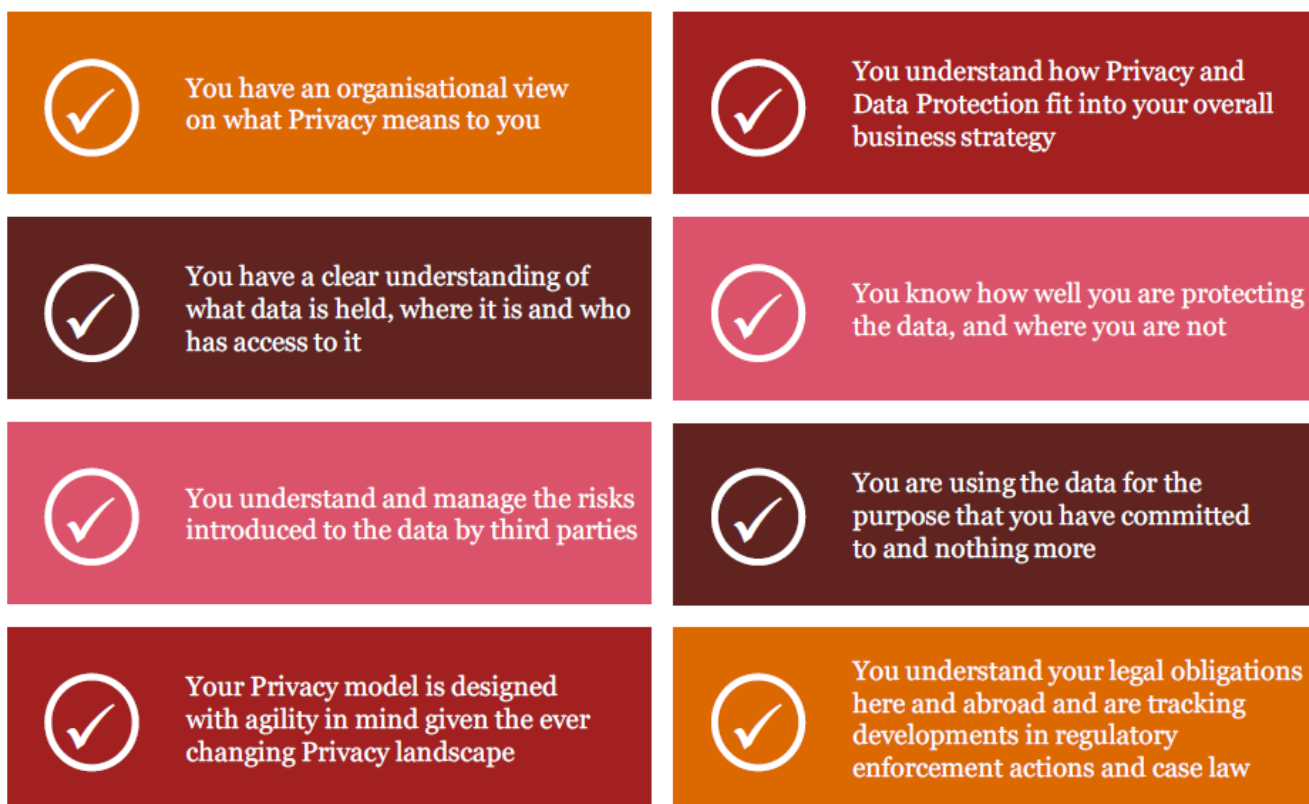 You have an organisational view
on what Privacy means to you
You understand how Privacy and
Data Protection fit into your overall
business strategy
You have a clear understanding of
what data is held, where it is and who
has access to it
You know how well you are protecting
the data, and where you are not
You understand and manage the risks
introduced to the data by third parties
You are using the data for the
purpose that you have committed
to and nothing more
Your Privacy model is designed
with agility in mind given the ever
changing Privacy landscape
You understand your legal obligations
here and abroad and are tracking
developments in regulatory
enforcement actions and case law